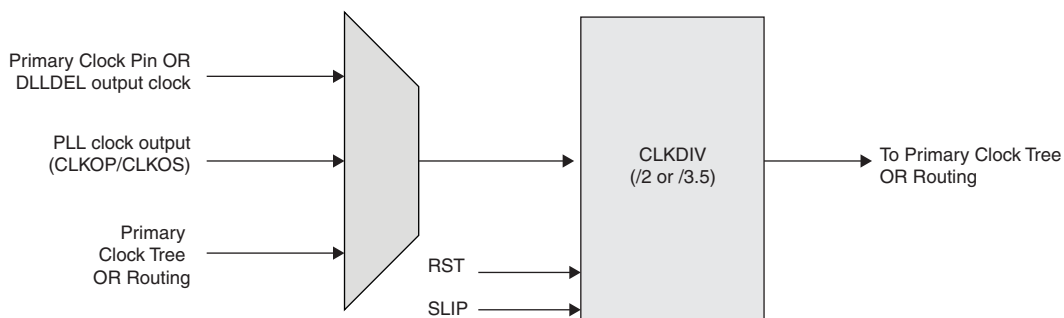 Primary Clock Pin OR
DLLDEL output clock
PLL clock output
(CLKOP/CLKOS)
Primary
Clock Tree
OR Routing
RST
SLIP
CLKDIV
(/2 or /3.5)
To Primary Clock Tree
OR Routing